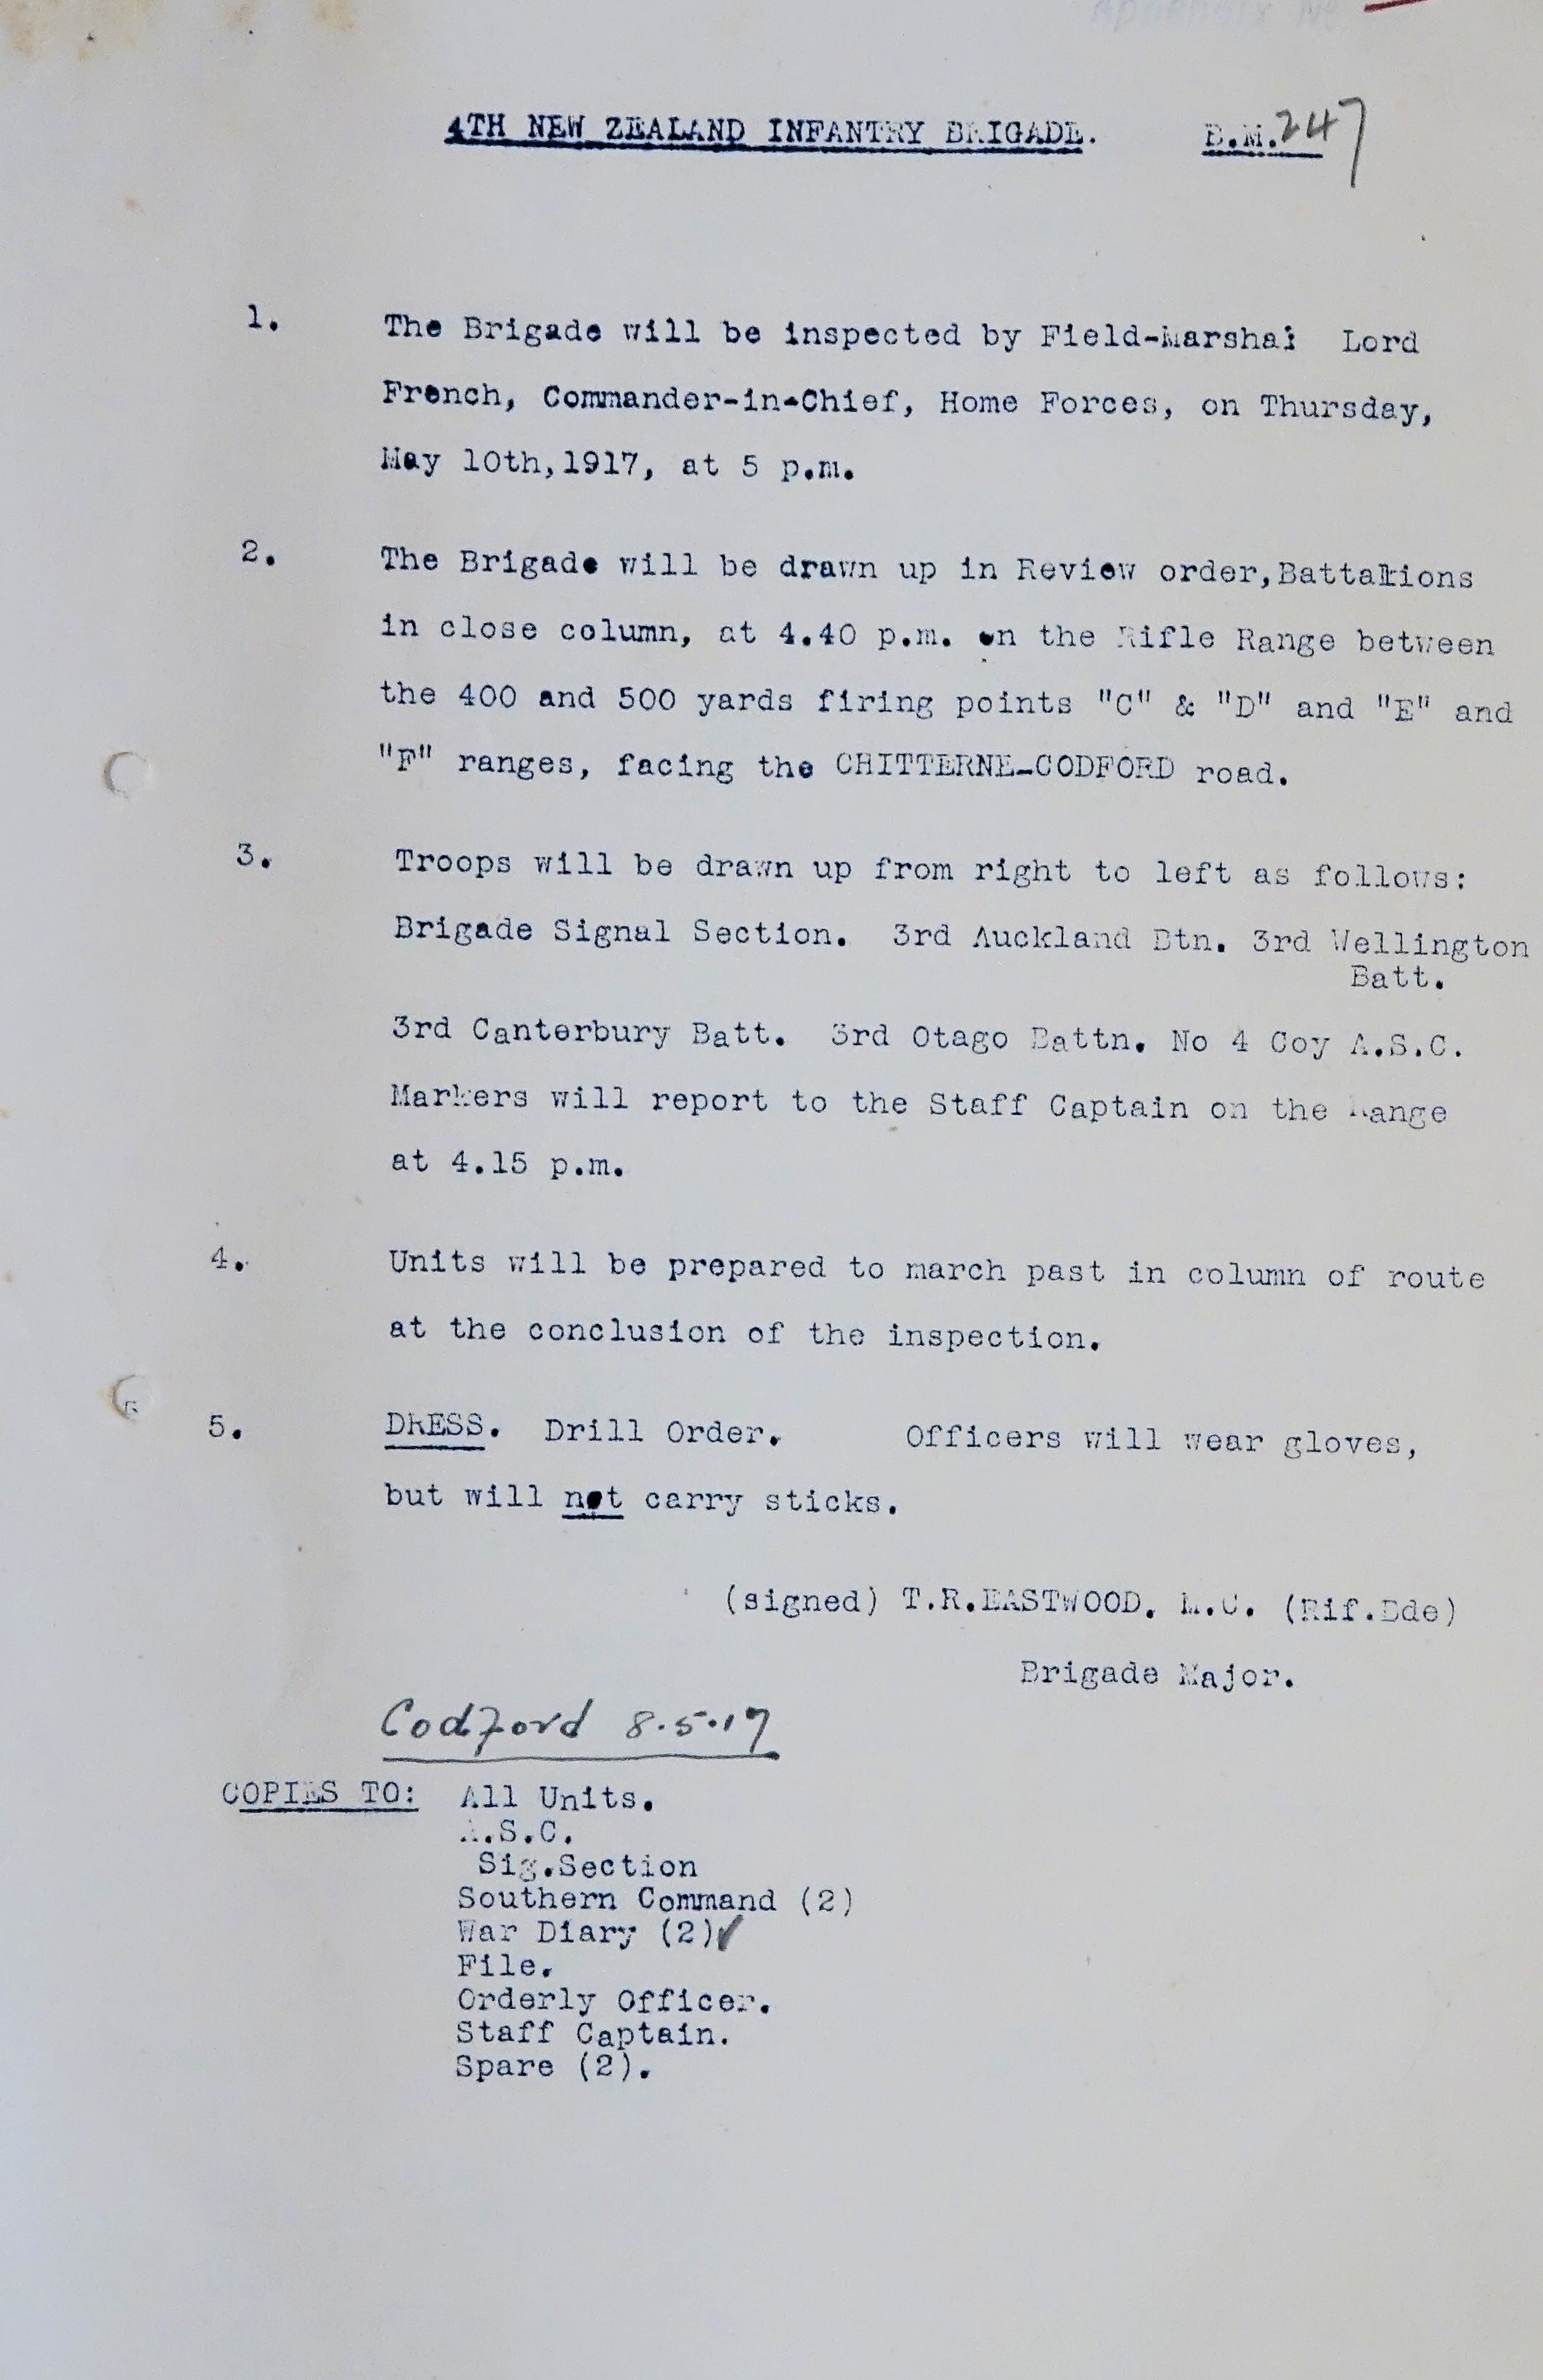 Appendix No
4TH NEW ZEALAND INFANTRY BRIGADE. B.M.247
1. The Brigade will be inspected by Field-Marshal Lord
French, Commander-in-Chief, Home Forces, on Thursday,
May 10th,1917, at 5 p.m.
2. The Brigade will be drawn up in Review order,Battalions
in close column, at 4.40 p.m. on the Rifle Range between
the 400 and 500 yards firing points "C" & "D" and "E" and
"F" ranges, facing the CHITTERNE-CODFORD road.
3. Troops will be drawn up from right to left as follows:
Brigade Signal Section. 3rd Auckland Btn. 3rd Wellington
Batt.
3rd Canterbury Batt. 3rd Otago Battn. No 4 Coy A.S.C.
Markers will report to the Staff Captain on the Range
at 4.15 p.m.
4. Units will be prepared to march past in column of route
at the conclusion of the inspection.
5. DRESS. Drill Order. Officers will wear gloves,
but will not carry sticks.
(signed) T.R.EASTWOOD. M.C. (Rif.Bde)
Brigade Major.
Codford 8.5.17
COPIES TO: All Units.
A.S.C.
Sig.Section
Southern Command (2)
War Diary (2)✓
File.
Orderly Officer.
Staff Captain.
Spare (2).